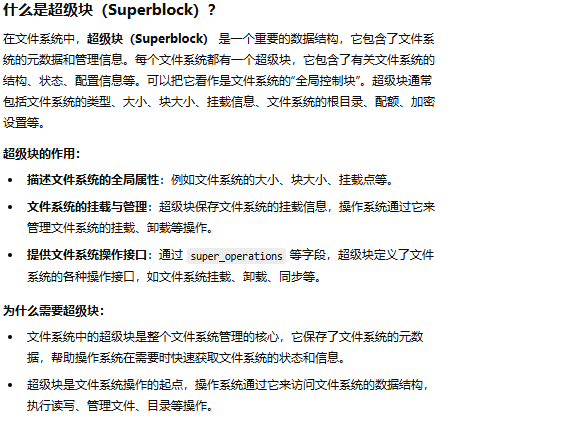 什么是超级块（Superblock）？
在文件系统中，超级块（Superblock） 是一个重要的数据结构，它包含了文件系
统的元数据和管理信息。每个文件系统都有一个超级块，它包含了有关文件系统的
结构、状态、配置信息等。可以把它看作是文件系统的“全局控制块”。超级块通常
包括文件系统的类型、大小、块大小、挂载信息、文件系统的根目录、配额、加密
设置等。
超级块的作用：
• 描述文件系统的全局属性：例如文件系统的大小、块大小、挂载点等。
• 文件系统的挂载与管理：超级块保存文件系统的挂载信息，操作系统通过它来
管理文件系统的挂载、卸载等操作。
• 提供文件系统操作接口：通过 super_operations 等字段，超级块定义了文件
系统的各种操作接口，如文件系统挂载、卸载、同步等。
为什么需要超级块：
• 文件系统中的超级块是整个文件系统管理的核心，它保存了文件系统的元数
据，帮助操作系统在需要时快速获取文件系统的状态和信息。
• 超级块是文件系统操作的起点，操作系统通过它来访问文件系统的数据结构，
执行读写、管理文件、目录等操作。